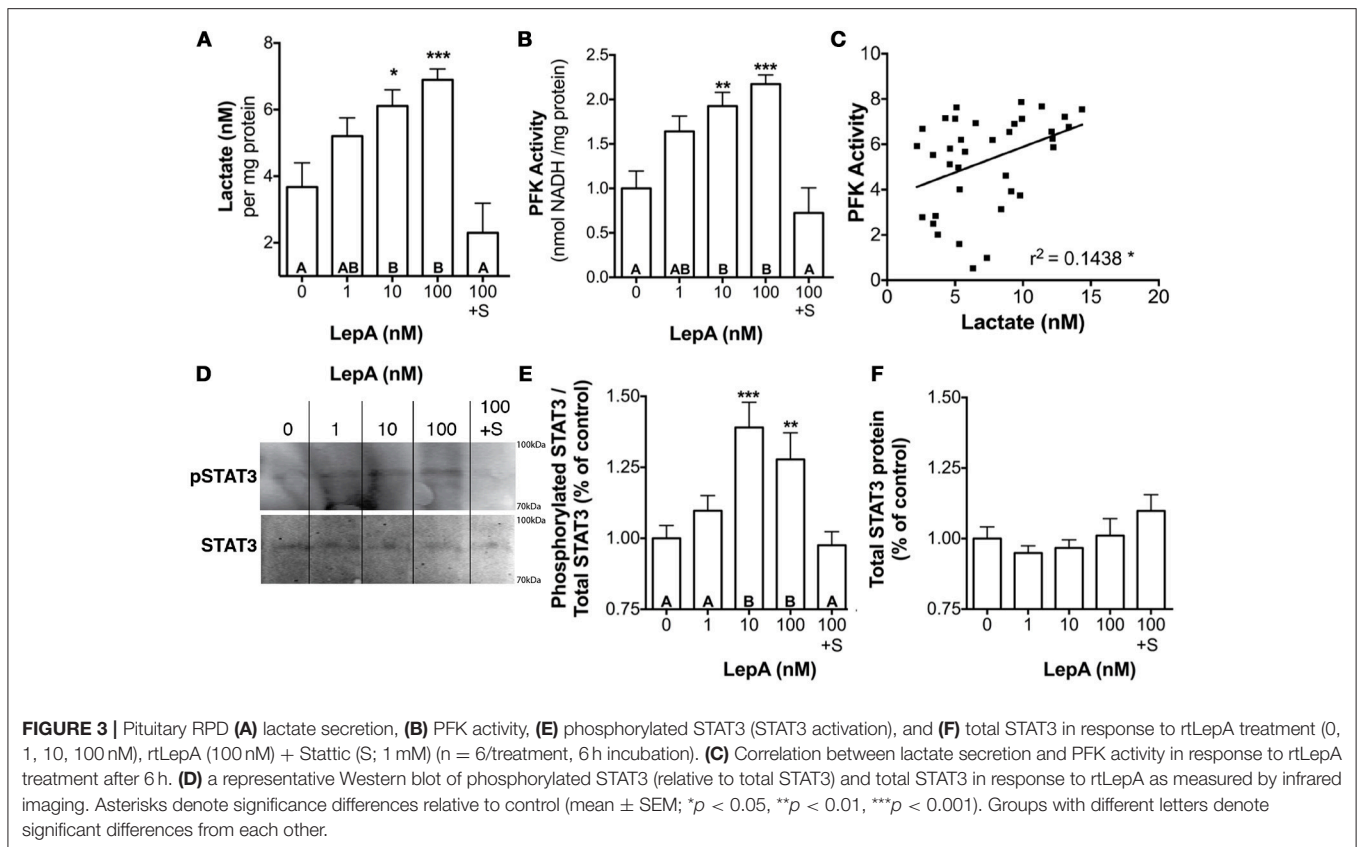 A
Lactate (nM)
per mg protein
8
6
4
2
*
***
A
AB
B
B
A
0
1
10
100
100
+S
LepA (nM)
B
PFK Activity
(nmol NADH /mg protein)
2.5
2.0
1.5
1.0
0.5
0.0
**
***
A
AB
B
B
A
0
1
10
100
100
+S
LepA (nM)
C
PFK Activity
10
8
6
4
2
0
r² = 0.1438 *
0
5
10
15
20
Lactate (nM)
D
LepA (nM)
0
1
10
100
100
+S
pSTAT3
100kDa
70kDa
STAT3
100kDa
70kDa
E
Phosphorylated STAT3 /
Total STAT3 (% of control)
1.50
1.25
1.00
0.75
***
**
A
A
B
B
A
0
1
10
100
100
+S
LepA (nM)
F
Total STAT3 protein
(% of control)
1.50
1.25
1.00
0.75
0
1
10
100
100
+S
LepA (nM)
FIGURE 3 | Pituitary RPD (A) lactate secretion, (B) PFK activity, (E) phosphorylated STAT3 (STAT3 activation), and (F) total STAT3 in response to rtLepA treatment (0,
1, 10, 100 nM), rtLepA (100 nM) + Stattic (S; 1 mM) (n = 6/treatment, 6 h incubation). (C) Correlation between lactate secretion and PFK activity in response to rtLepA
treatment after 6 h. (D) a representative Western blot of phosphorylated STAT3 (relative to total STAT3) and total STAT3 in response to rtLepA as measured by infrared
imaging. Asterisks denote significance differences relative to control (mean ± SEM; *p < 0.05, **p < 0.01, ***p < 0.001). Groups with different letters denote
significant differences from each other.